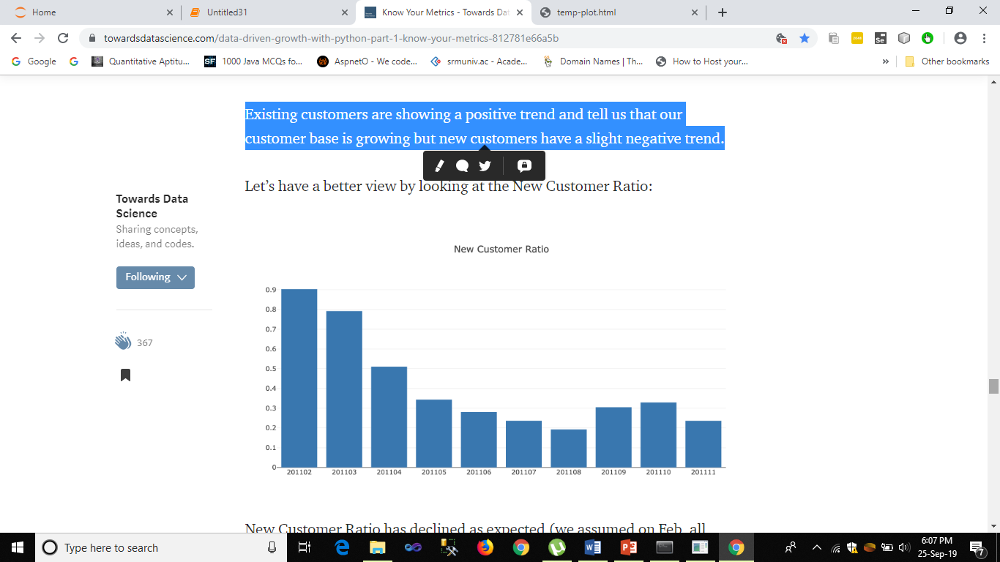 Home
Untitled31
Know Your Metrics - Towards Dat
temp-plot.html
towardsdatascience.com/data-driven-growth-with-python-part-1-know-your-metrics-812781e66a5b
Google
Quantitative Aptitu...
SF 1000 Java MCQs fo...
AspnetO - We code...
srmuniv.ac - Acade...
Domain Names | Th...
How to Host your...
»
Other bookmarks
Existing customers are showing a positive trend and tell us that our
customer base is growing but new customers have a slight negative trend.
Let’s have a better view by looking at the New Customer Ratio:
Towards Data
Science
Sharing concepts,
ideas, and codes.
Following
367
New Customer Ratio
0.9
0.8
0.7
0.6
0.5
0.4
0.3
0.2
0.1
0
201102 201103 201104 201105 201106 201107 201108 201109 201110 201111
New Customer Ratio has declined as expected (we assumed on Feb, all
Type here to search
6:07 PM
25-Sep-19
7